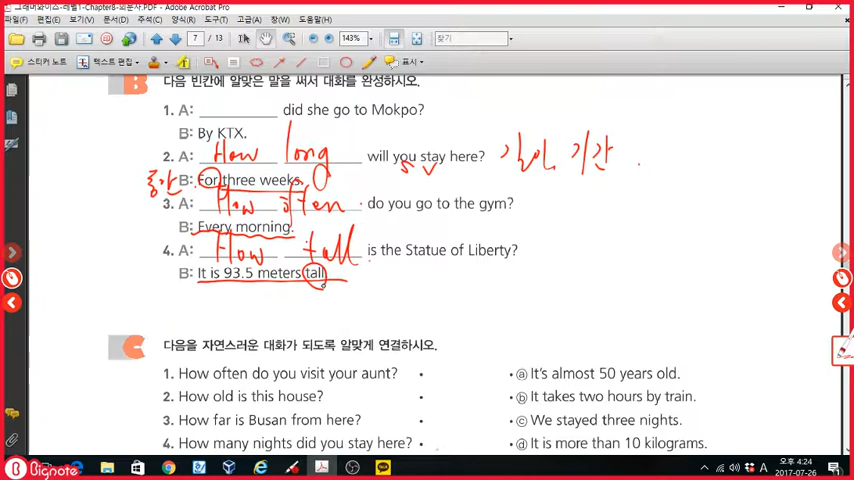 그래머와이즈-레벨1-Chapter8-의문사.PDF - Adobe Acrobat Pro
파일(F) 편집(E) 보기(V) 문서(D) 주석(C) 양식(R) 도구(T) 고급(A) 창(W) 도움말(H)
7 / 13 143% 찾기
스티커 노트 텍스트 편집 표시
B 다음 빈칸에 알맞은 말을 써서 대화를 완성하시오.
1. A: __________ did she go to Mokpo?
B: By KTX.
2. A: How long will you stay here? 길이, 기간
S V
동안 B: For three weeks.
3. A: How often do you go to the gym?
B: Every morning.
4. A: How tall is the Statue of Liberty?
B: It is 93.5 meters tall
C 다음을 자연스러운 대화가 되도록 알맞게 연결하시오.
1. How often do you visit your aunt? • • ⓐ It's almost 50 years old.
2. How old is this house? • • ⓑ It takes two hours by train.
3. How far is Busan from here? • • ⓒ We stayed three nights.
4. How many nights did you stay here? • • ⓓ It is more than 10 kilograms.
Bignote
A 오후 4:24
2017-07-26